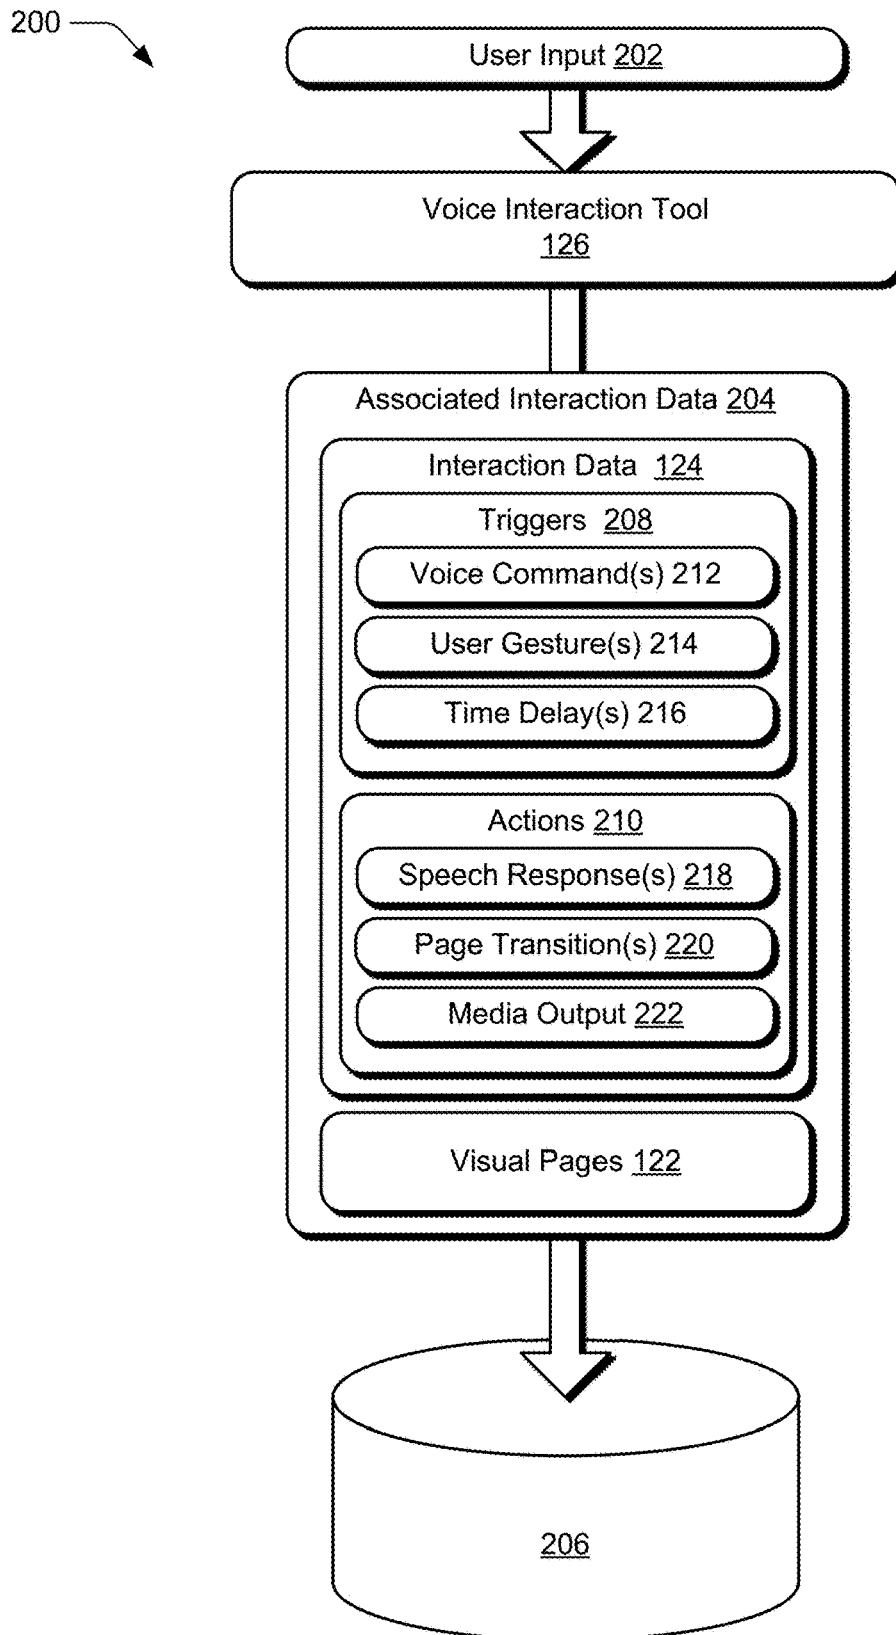 200
User Input 202
Voice Interaction Tool
126
Associated Interaction Data 204
Interaction Data 124
Triggers 208
Voice Command(s) 212
User Gesture(s) 214
Time Delay(s) 216
Actions 210
Speech Response(s) 218
Page Transition(s) 220
Media Output 222
Visual Pages 122
206